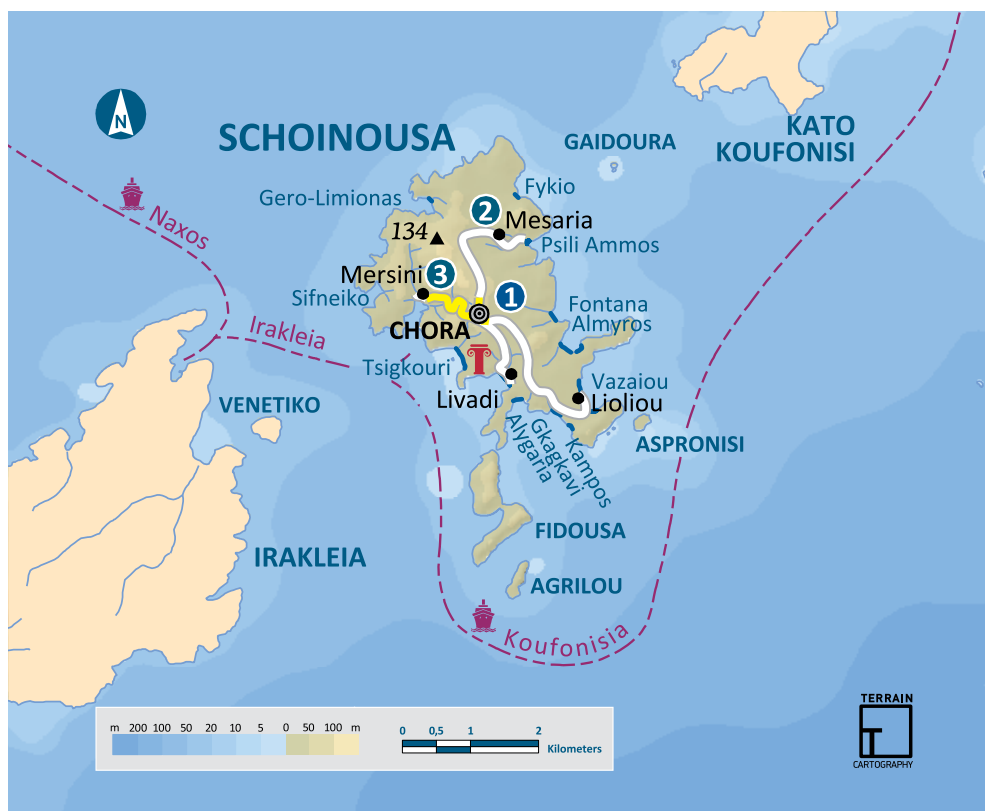 N
SCHOINOUSA
GAIDOURA
KATO
KOUFONISI
Gero-Limionas
Fykio
Naxos
2
Mesaria
134
Psili Ammos
Mersini
3
Sifneiko
1
Fontana
Almyros
Irakleia
CHORA
Tsigkouri
Vazaiou
VENETIKO
Livadi
Lioliou
Alygaria
Gkagkavi
Kampos
ASPRONISI
FIDOUSA
IRAKLEIA
AGRILOU
Koufonisia
m 200 100 50 20 10 5 0 50 100 m
0 0,5 1 2
Kilometers
TERRAIN
T
CARTOGRAPHY